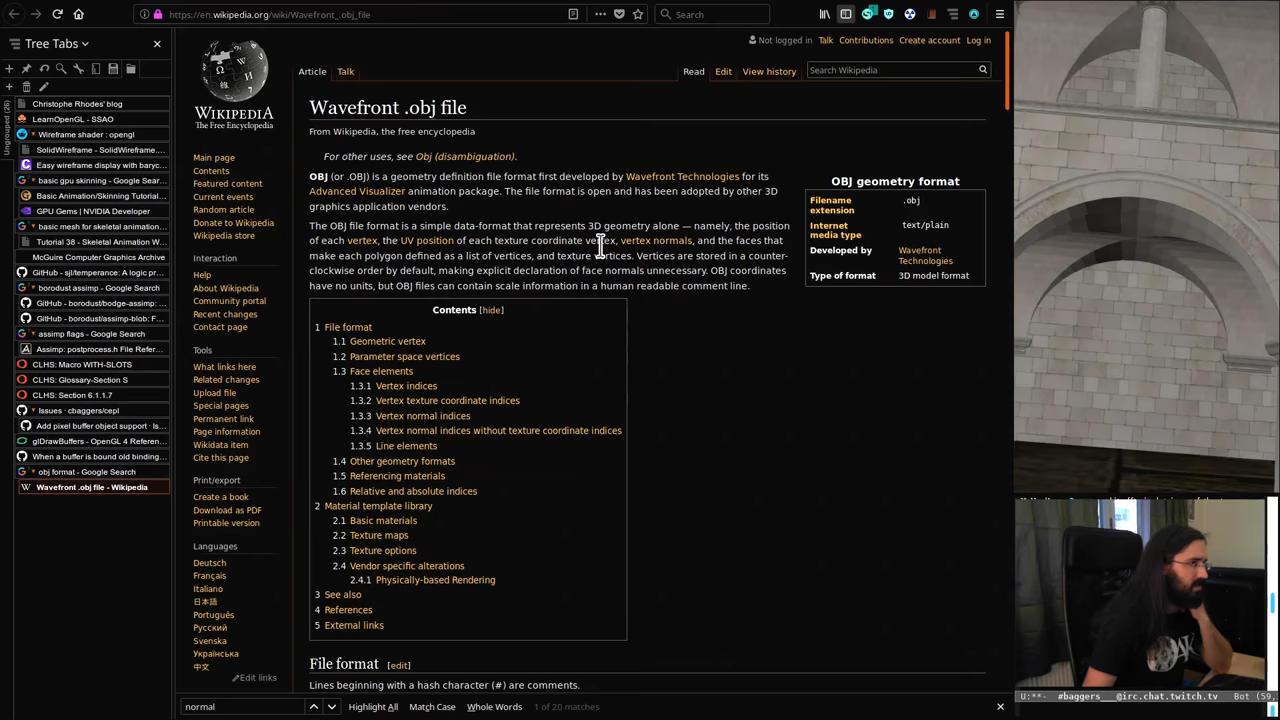 https://en.wikipedia.org/wiki/Wavefront_.obj_file
Search
Tree Tabs
Ungrouped (26)
Christophe Rhodes' blog
LearnOpenGL - SSAO
Wireframe shader : opengl
SolidWireframe - SolidWireframe...
Easy wireframe display with baryc...
basic gpu skinning - Google Sear...
Basic Animation/Skinning Tutorial...
GPU Gems | NVIDIA Developer
basic mesh for skeletal animation ...
Tutorial 38 - Skeletal Animation W...
McGuire Computer Graphics Archive
GitHub - sjl/temperance: A logic pr...
borodust assimp - Google Search
GitHub - borodust/bodge-assimp: ...
GitHub - borodust/assimp-blob: F...
assimp flags - Google Search
Assimp: postprocess.h File Refer...
CLHS: Macro WITH-SLOTS
CLHS: Glossary-Section S
CLHS: Section 6.1.1.7
Issues · cbaggers/cepl
Add pixel buffer object support · Is...
glDrawBuffers - OpenGL 4 Referen...
When a buffer is bound old binding...
obj format - Google Search
Wavefront .obj file - Wikipedia
WIKIPEDIA
The Free Encyclopedia
Main page
Contents
Featured content
Current events
Random article
Donate to Wikipedia
Wikipedia store
Interaction
Help
About Wikipedia
Community portal
Recent changes
Contact page
Tools
What links here
Related changes
Upload file
Special pages
Permanent link
Page information
Wikidata item
Cite this page
Print/export
Create a book
Download as PDF
Printable version
Languages
Deutsch
Français
Italiano
日本語
Português
Русский
Svenska
Українська
中文
Edit links
Not logged in Talk Contributions Create account Log in
Article Talk Read Edit View history Search Wikipedia
Wavefront .obj file
From Wikipedia, the free encyclopedia
For other uses, see Obj (disambiguation).
OBJ (or .OBJ) is a geometry definition file format first developed by Wavefront Technologies for its
Advanced Visualizer animation package. The file format is open and has been adopted by other 3D
graphics application vendors.
The OBJ file format is a simple data-format that represents 3D geometry alone — namely, the position
of each vertex, the UV position of each texture coordinate vertex, vertex normals, and the faces that
make each polygon defined as a list of vertices, and texture vertices. Vertices are stored in a counter-
clockwise order by default, making explicit declaration of face normals unnecessary. OBJ coordinates
have no units, but OBJ files can contain scale information in a human readable comment line.
OBJ geometry format
Filename extension .obj
Internet media type text/plain
Developed by Wavefront Technologies
Type of format 3D model format
Contents [hide]
1 File format
1.1 Geometric vertex
1.2 Parameter space vertices
1.3 Face elements
1.3.1 Vertex indices
1.3.2 Vertex texture coordinate indices
1.3.3 Vertex normal indices
1.3.4 Vertex normal indices without texture coordinate indices
1.3.5 Line elements
1.4 Other geometry formats
1.5 Referencing materials
1.6 Relative and absolute indices
2 Material template library
2.1 Basic materials
2.2 Texture maps
2.3 Texture options
2.4 Vendor specific alterations
2.4.1 Physically-based Rendering
3 See also
4 References
5 External links
File format [edit]
Lines beginning with a hash character (#) are comments.
normal Highlight All Match Case Whole Words 1 of 20 matches
U:**- #baggers___@irc.chat.twitch.tv Bot (59,